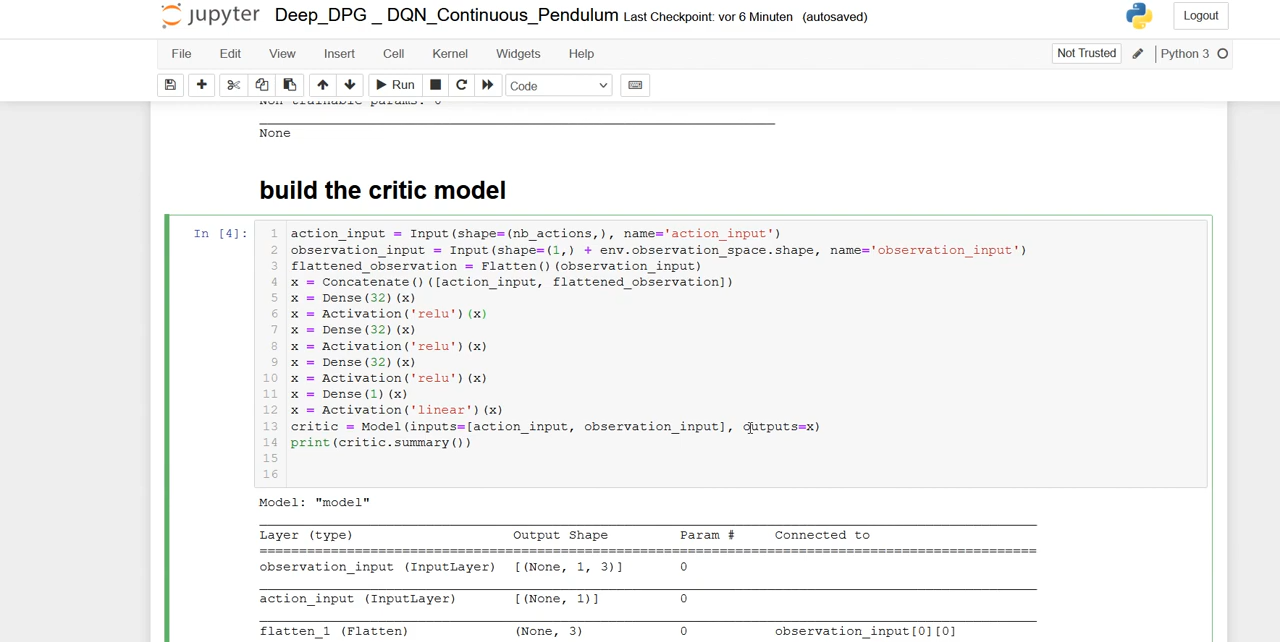 jupyter Deep_DPG _ DQN_Continuous_Pendulum Last Checkpoint: vor 6 Minuten (autosaved)
Logout
File Edit View Insert Cell Kernel Widgets Help
Not Trusted Python 3
Run Code
Non-trainable params: 0
None
build the critic model
In [4]:
1 action_input = Input(shape=(nb_actions,), name='action_input')
2 observation_input = Input(shape=(1,) + env.observation_space.shape, name='observation_input')
3 flattened_observation = Flatten()(observation_input)
4 x = Concatenate()([action_input, flattened_observation])
5 x = Dense(32)(x)
6 x = Activation('relu')(x)
7 x = Dense(32)(x)
8 x = Activation('relu')(x)
9 x = Dense(32)(x)
10 x = Activation('relu')(x)
11 x = Dense(1)(x)
12 x = Activation('linear')(x)
13 critic = Model(inputs=[action_input, observation_input], outputs=x)
14 print(critic.summary())
15
16
Model: "model"
Layer (type) Output Shape Param # Connected to
observation_input (InputLayer) [(None, 1, 3)] 0
action_input (InputLayer) [(None, 1)] 0
flatten_1 (Flatten) (None, 3) 0 observation_input[0][0]